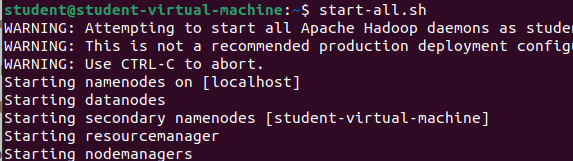 student@student-virtual-machine:~$ start-all.sh
WARNING: Attempting to start all Apache Hadoop daemons as studen
WARNING: This is not a recommended production deployment configu
WARNING: Use CTRL-C to abort.
Starting namenodes on [localhost]
Starting datanodes
Starting secondary namenodes [student-virtual-machine]
Starting resourcemanager
Starting nodemanagers